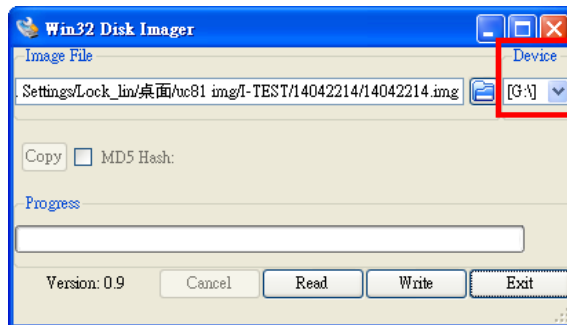 Win32 Disk Imager
Image File
Device
. Settings/Lock_lin/桌面/uc81 img/I-TEST/14042214/14042214.img
[G:\]
Copy
MD5 Hash:
Progress
Version: 0.9
Cancel
Read
Write
Exit